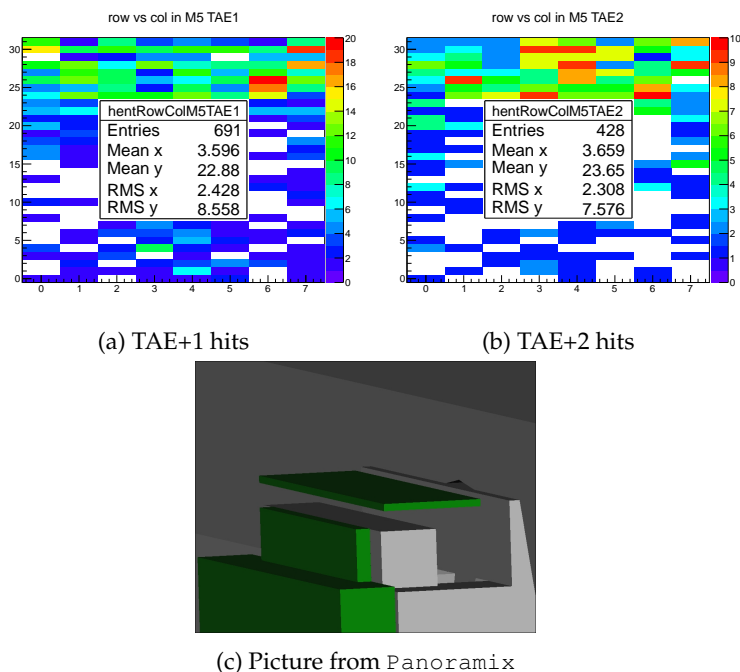 row vs col in M5 TAE1
hentRowColM5TAE1
Entries 691
Mean x 3.596
Mean y 22.88
RMS x 2.428
RMS y 8.558
30
25
20
15
10
5
0
0 1 2 3 4 5 6 7
20
18
16
14
12
10
8
6
4
2
0
(a) TAE+1 hits
row vs col in M5 TAE2
hentRowColM5TAE2
Entries 428
Mean x 3.659
Mean y 23.65
RMS x 2.308
RMS y 7.576
30
25
20
15
10
5
0
0 1 2 3 4 5 6 7
10
9
8
7
6
5
4
3
2
1
0
(b) TAE+2 hits
(c) Picture from Panoramix